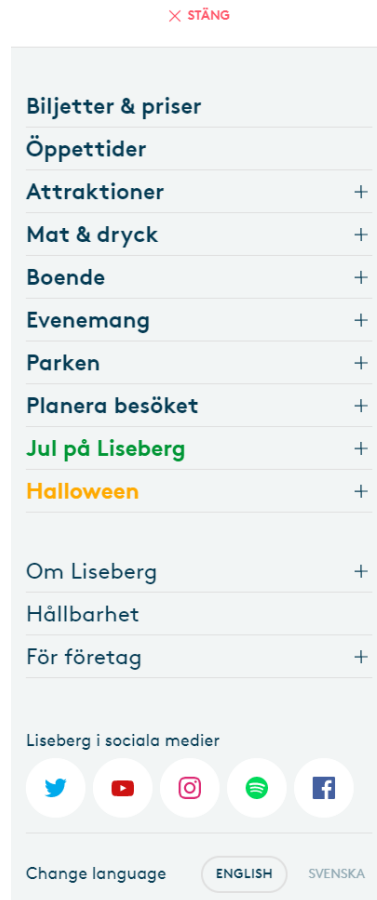 STÄNG
Biljetter & priser
Öppettider
Attraktioner
Mat & dryck
Boende
Evenemang
Parken
Planera besöket
Jul på Liseberg
Halloween
Om Liseberg
Hållbarhet
För företag
Liseberg i sociala medier
Change language ENGLISH SVENSKA